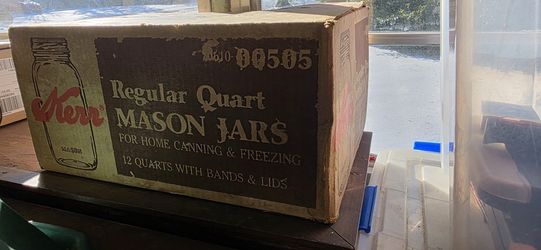 00505
Kerr®
MASON
Regular Quart
MASON JARS
FOR HOME CANNING & FREEZING
12 QUARTS WITH BANDS & LIDS